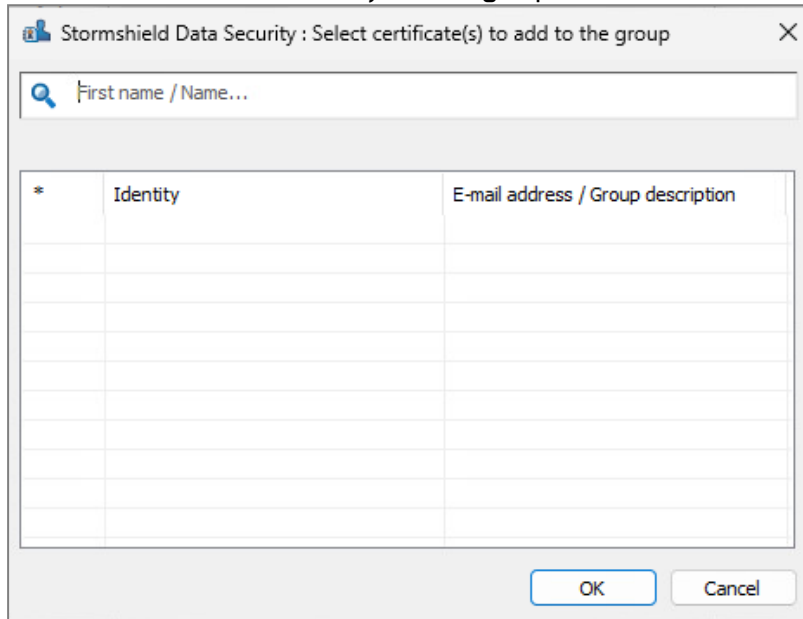 Stormshield Data Security : Select certificate(s) to add to the group
First name / Name...
* Identity E-mail address / Group description
OK Cancel